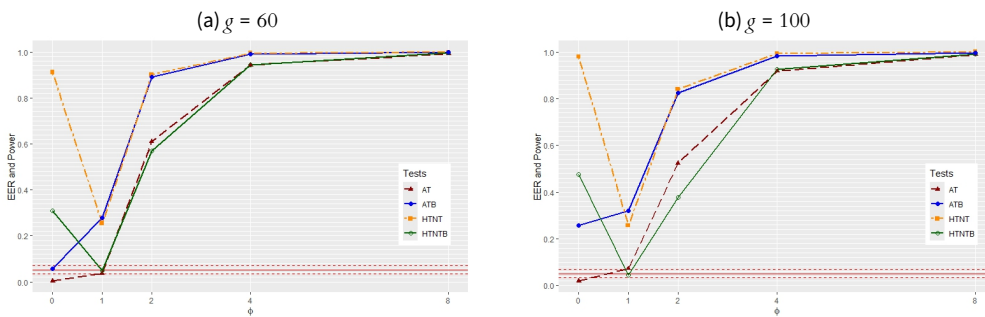 (a) g = 60
EER and Power
1.0
0.8
0.6
0.4
0.2
0.0
0
1
2
4
8
ϕ
Tests
AT
ATB
HTNT
HTNTB
(b) g = 100
EER and Power
1.0
0.8
0.6
0.4
0.2
0.0
0
1
2
4
8
ϕ
Tests
AT
ATB
HTNT
HTNTB